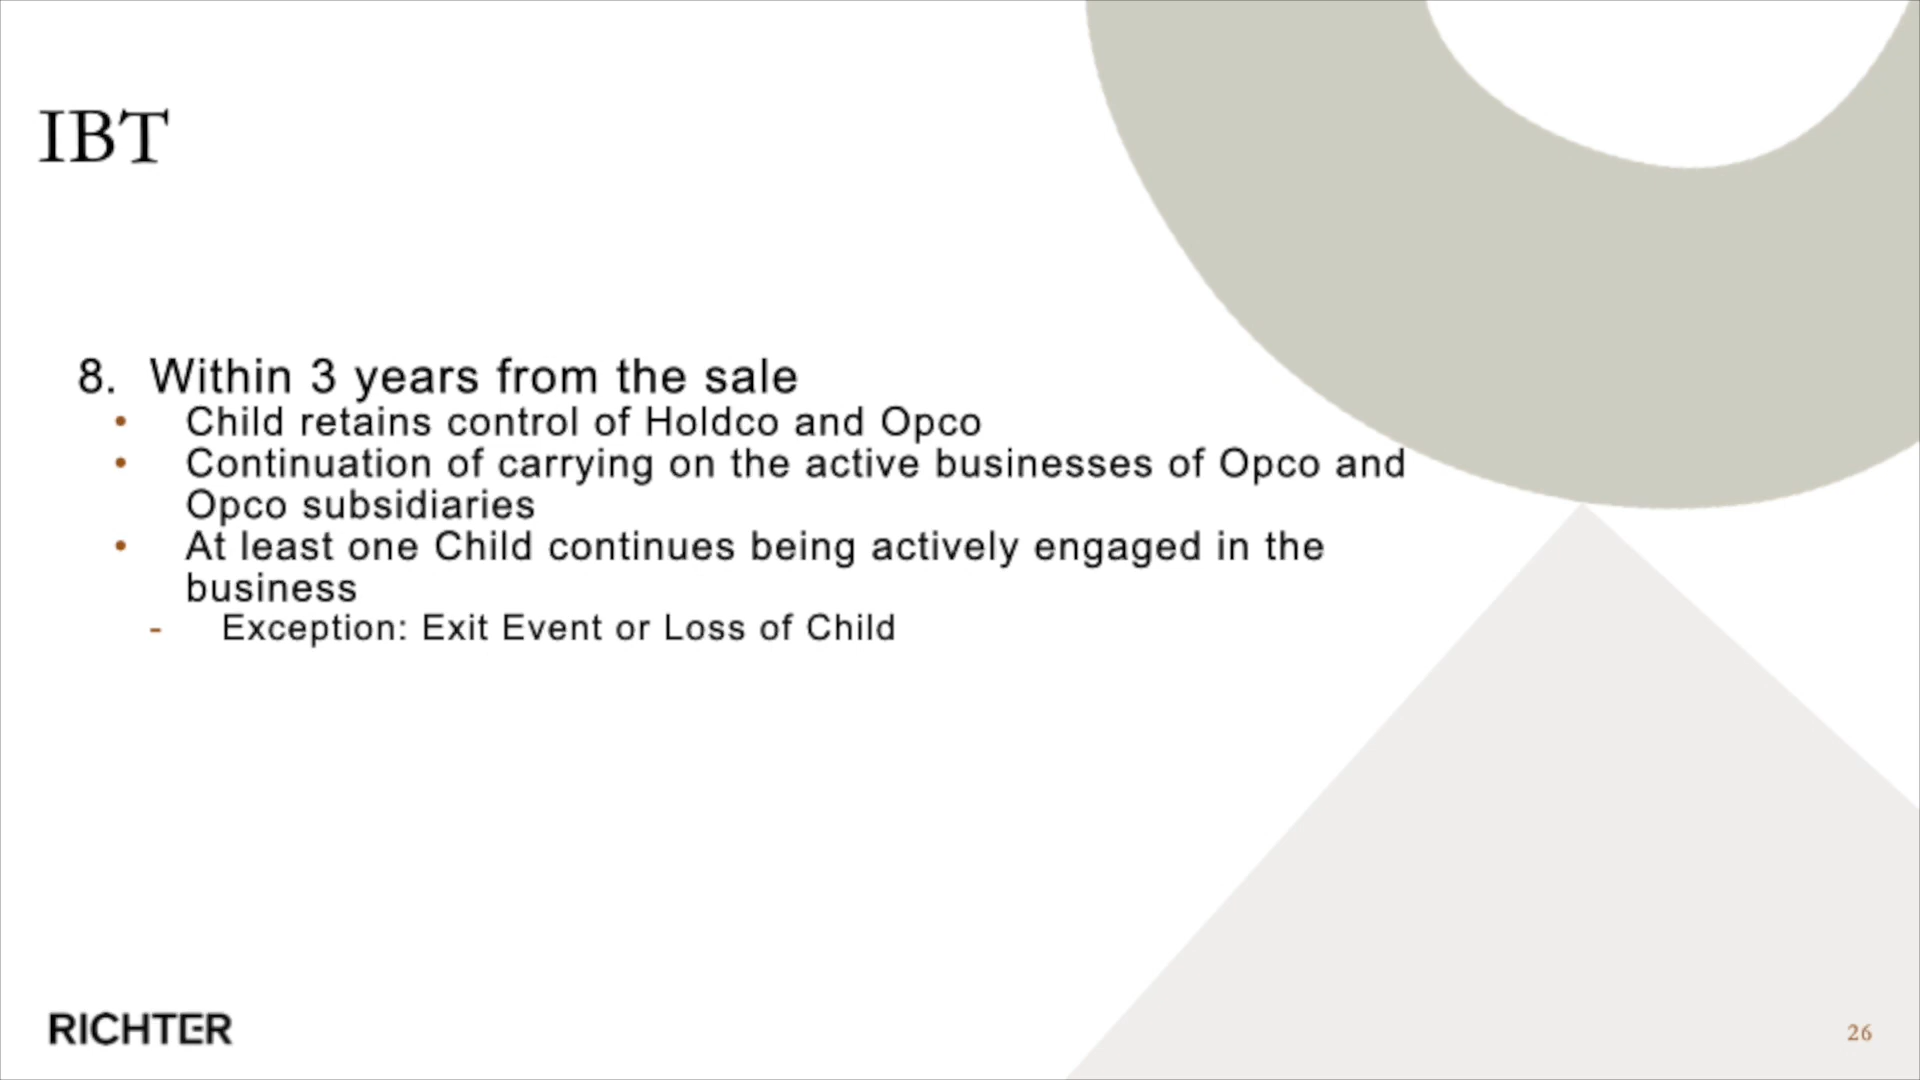 IBT
8. Within 3 years from the sale
• Child retains control of Holdco and Opco
• Continuation of carrying on the active businesses of Opco and
Opco subsidiaries
• At least one Child continues being actively engaged in the
business
- Exception: Exit Event or Loss of Child
RICHTER
26